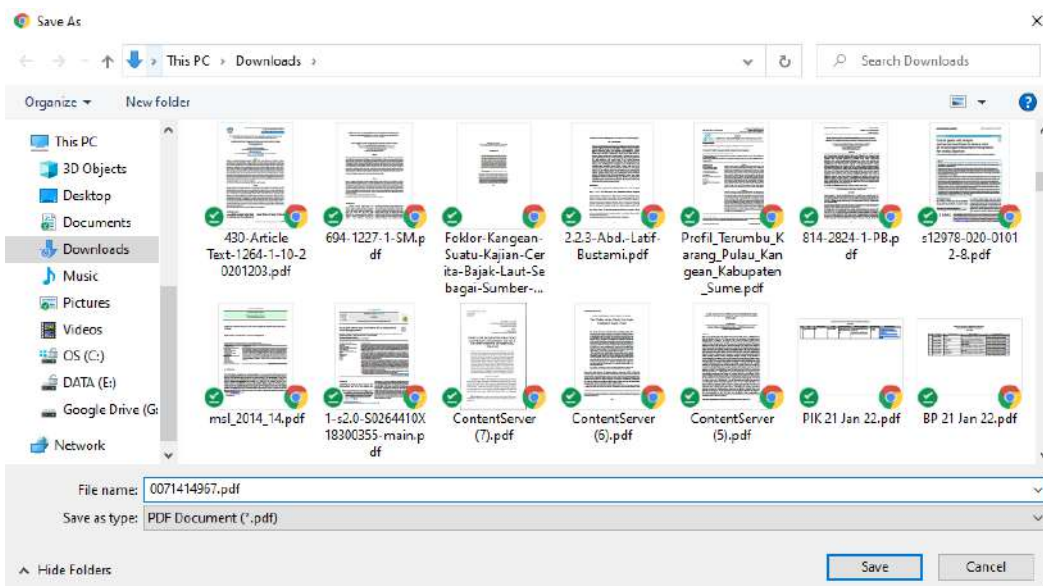 Save As
This PC › Downloads ›
Search Downloads
Organize
New folder
This PC
3D Objects
Desktop
Documents
Downloads
Music
Pictures
Videos
OS (C:)
DATA (E:)
Google Drive (G:
Network
430-Article
Text-1264-1-10-2
0201203.pdf
694-1227-1-SM.p
df
Foklor-Kangean-
Suatu-Kajian-Cer
ita-Bajak-Laut-Se
bagai-Sumber-...
2.2.3-Abd.-Latif-
Bustami.pdf
Profil_Terumbu_K
arang_Pulau_Kan
gean_Kabupaten
_Sume.pdf
814-2824-1-PB.p
df
s12978-020-0101
2-8.pdf
msl_2014_14.pdf
1-s2.0-S0264410X
18300355-main.p
df
ContentServer
(7).pdf
ContentServer
(6).pdf
ContentServer
(5).pdf
PIK 21 Jan 22.pdf
BP 21 Jan 22.pdf
File name: 0071414967.pdf
Save as type: PDF Document (*.pdf)
Hide Folders
Save
Cancel